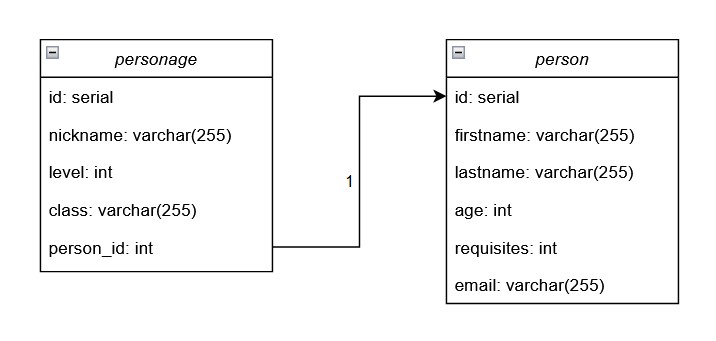 personage
id: serial
nickname: varchar(255)
level: int
class: varchar(255)
person_id: int
1
person
id: serial
firstname: varchar(255)
lastname: varchar(255)
age: int
requisites: int
email: varchar(255)